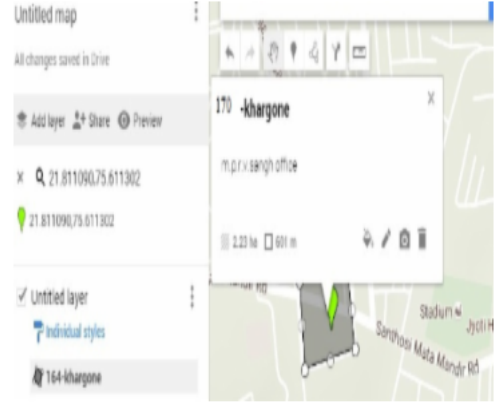 Untitled map
All changes saved in Drive
Add layer Share Preview
21.811090,75.611302
21.811090,75.611302
Untitled layer
Individual styles
164-khargone
170 -khargone
m.p.r.v.sangh office
2.23 ha 601 m
Rd
Stadium
Jyoti H
Santhosi Mata Mandir Rd